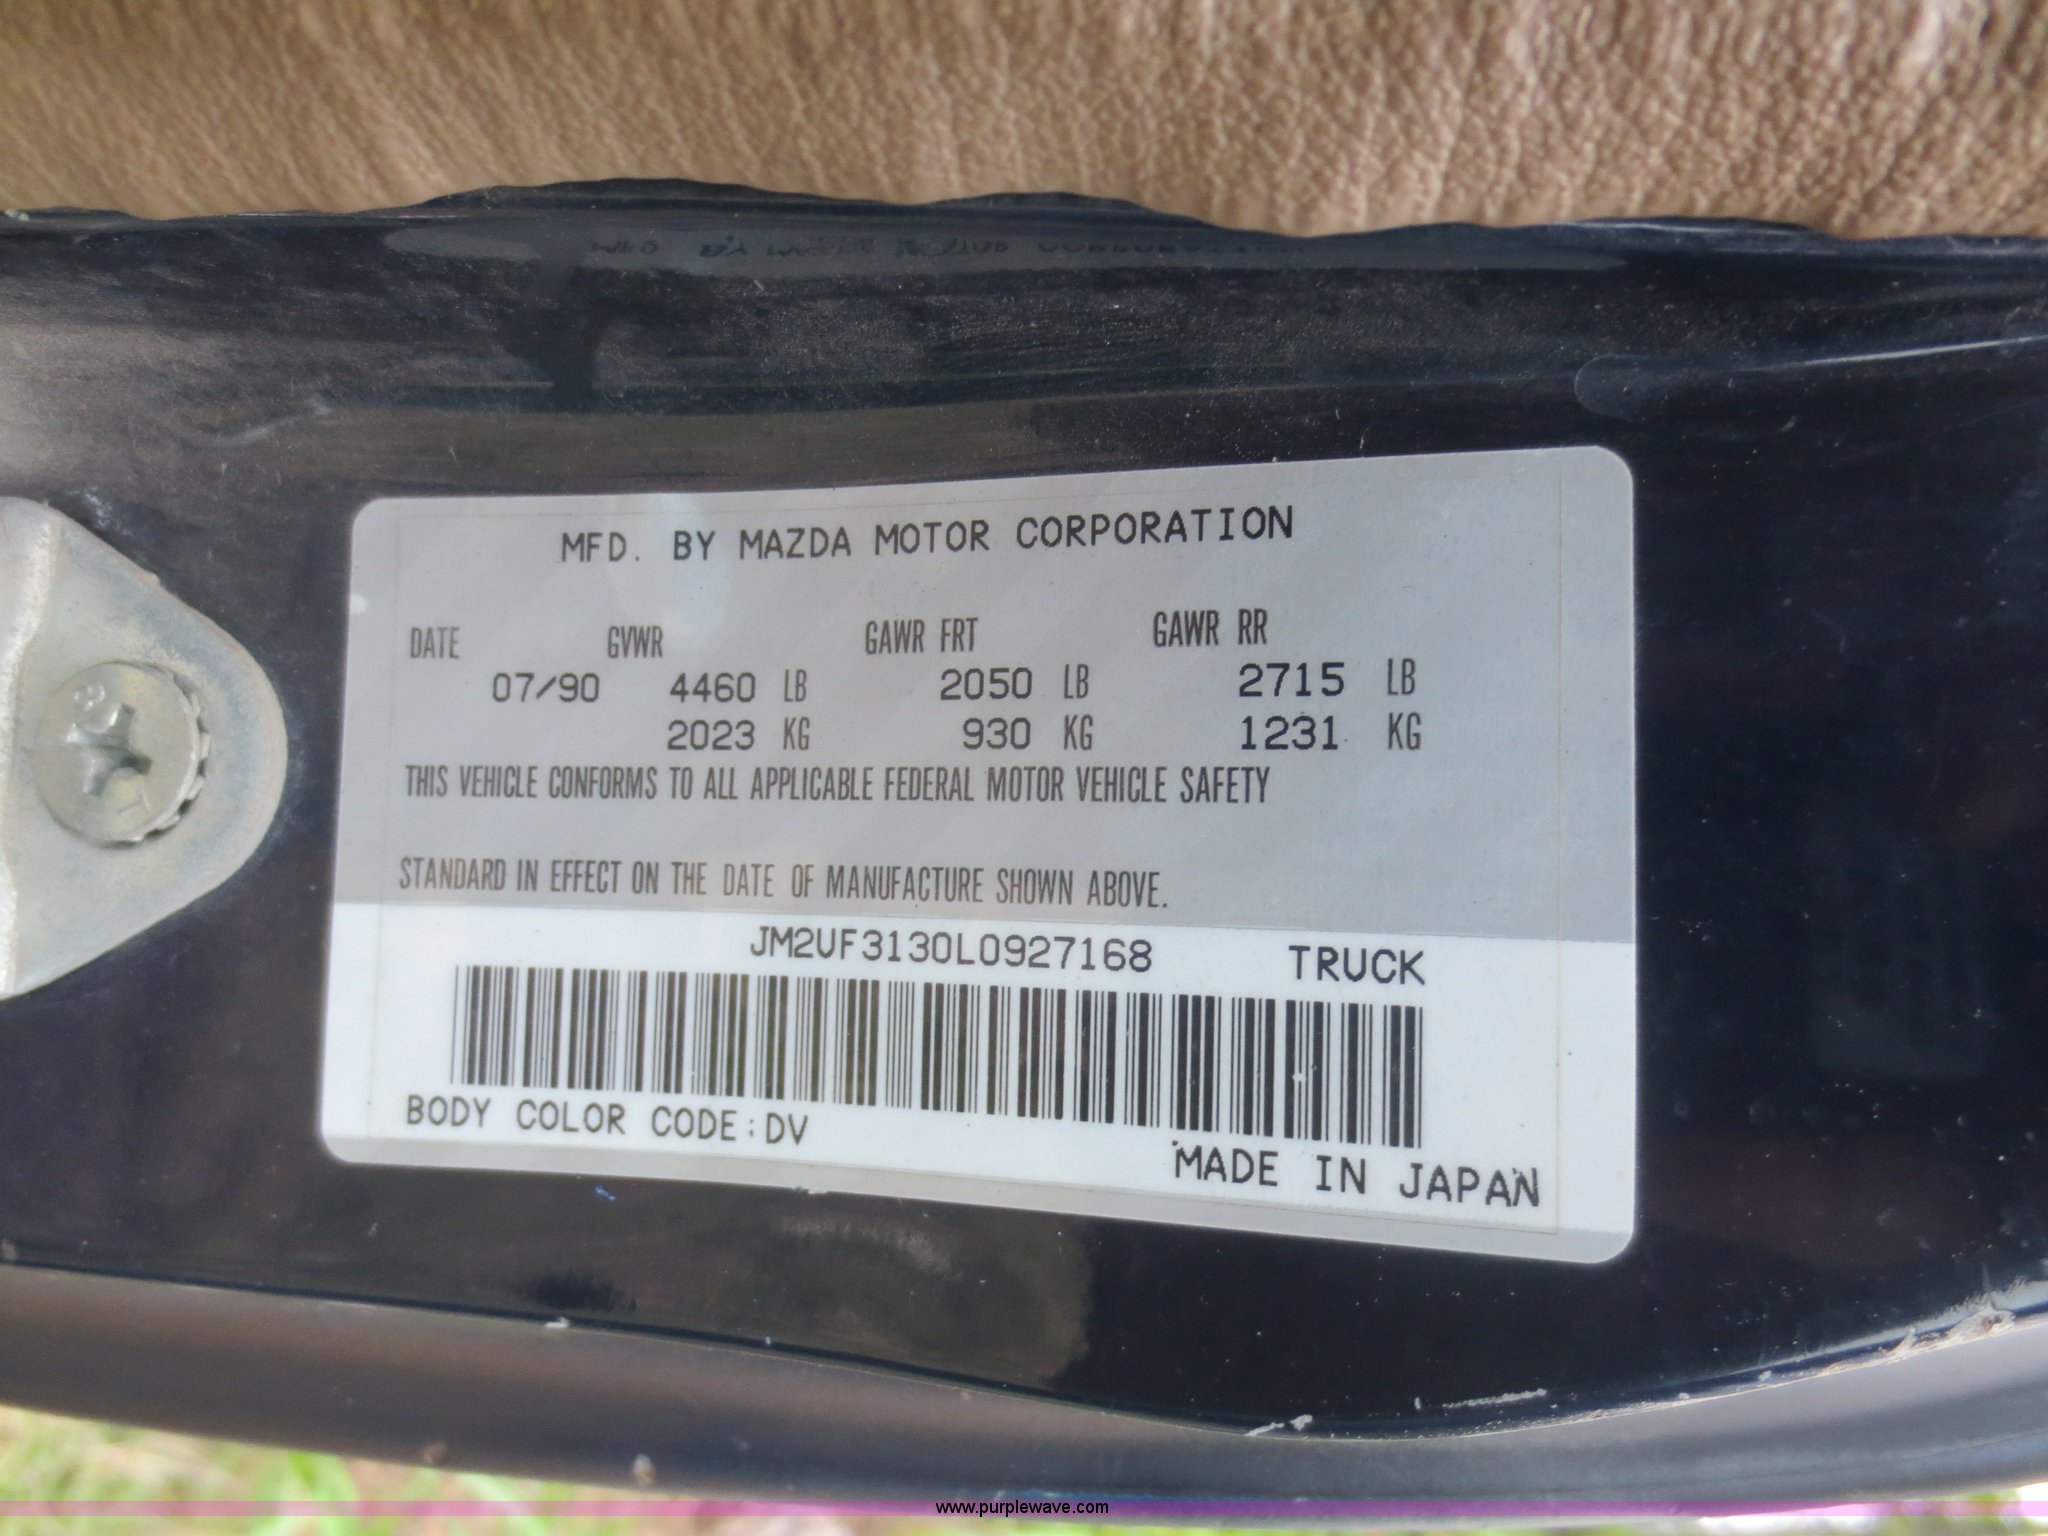 MFD. BY MAZDA MOTOR CORPORATION
DATE GVWR GAWR FRT GAWR RR
07/90 4460 LB 2050 LB 2715 LB
2023 KG 930 KG 1231 KG
THIS VEHICLE CONFORMS TO ALL APPLICABLE FEDERAL MOTOR VEHICLE SAFETY
STANDARD IN EFFECT ON THE DATE OF MANUFACTURE SHOWN ABOVE.
JM2UF3130L0927168 TRUCK
BODY COLOR CODE:DV
MADE IN JAPAN
www.purplewave.com